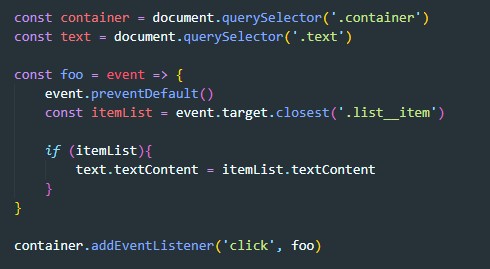 const container = document.querySelector('.container')
const text = document.querySelector('.text')

const foo = event => {
    event.preventDefault()
    const itemList = event.target.closest('.list__item')

    if (itemList){
        text.textContent = itemList.textContent
    }
}

container.addEventListener('click', foo)